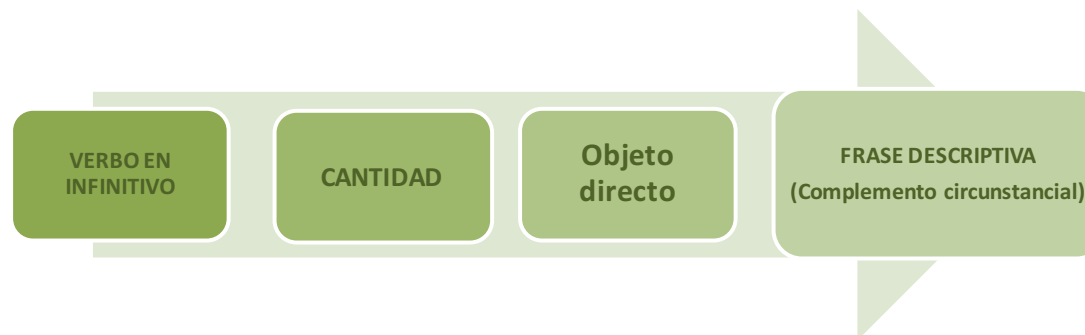 VERBO EN
INFINITIVO
CANTIDAD
Objeto
directo
FRASE DESCRIPTIVA
(Complemento circunstancial)